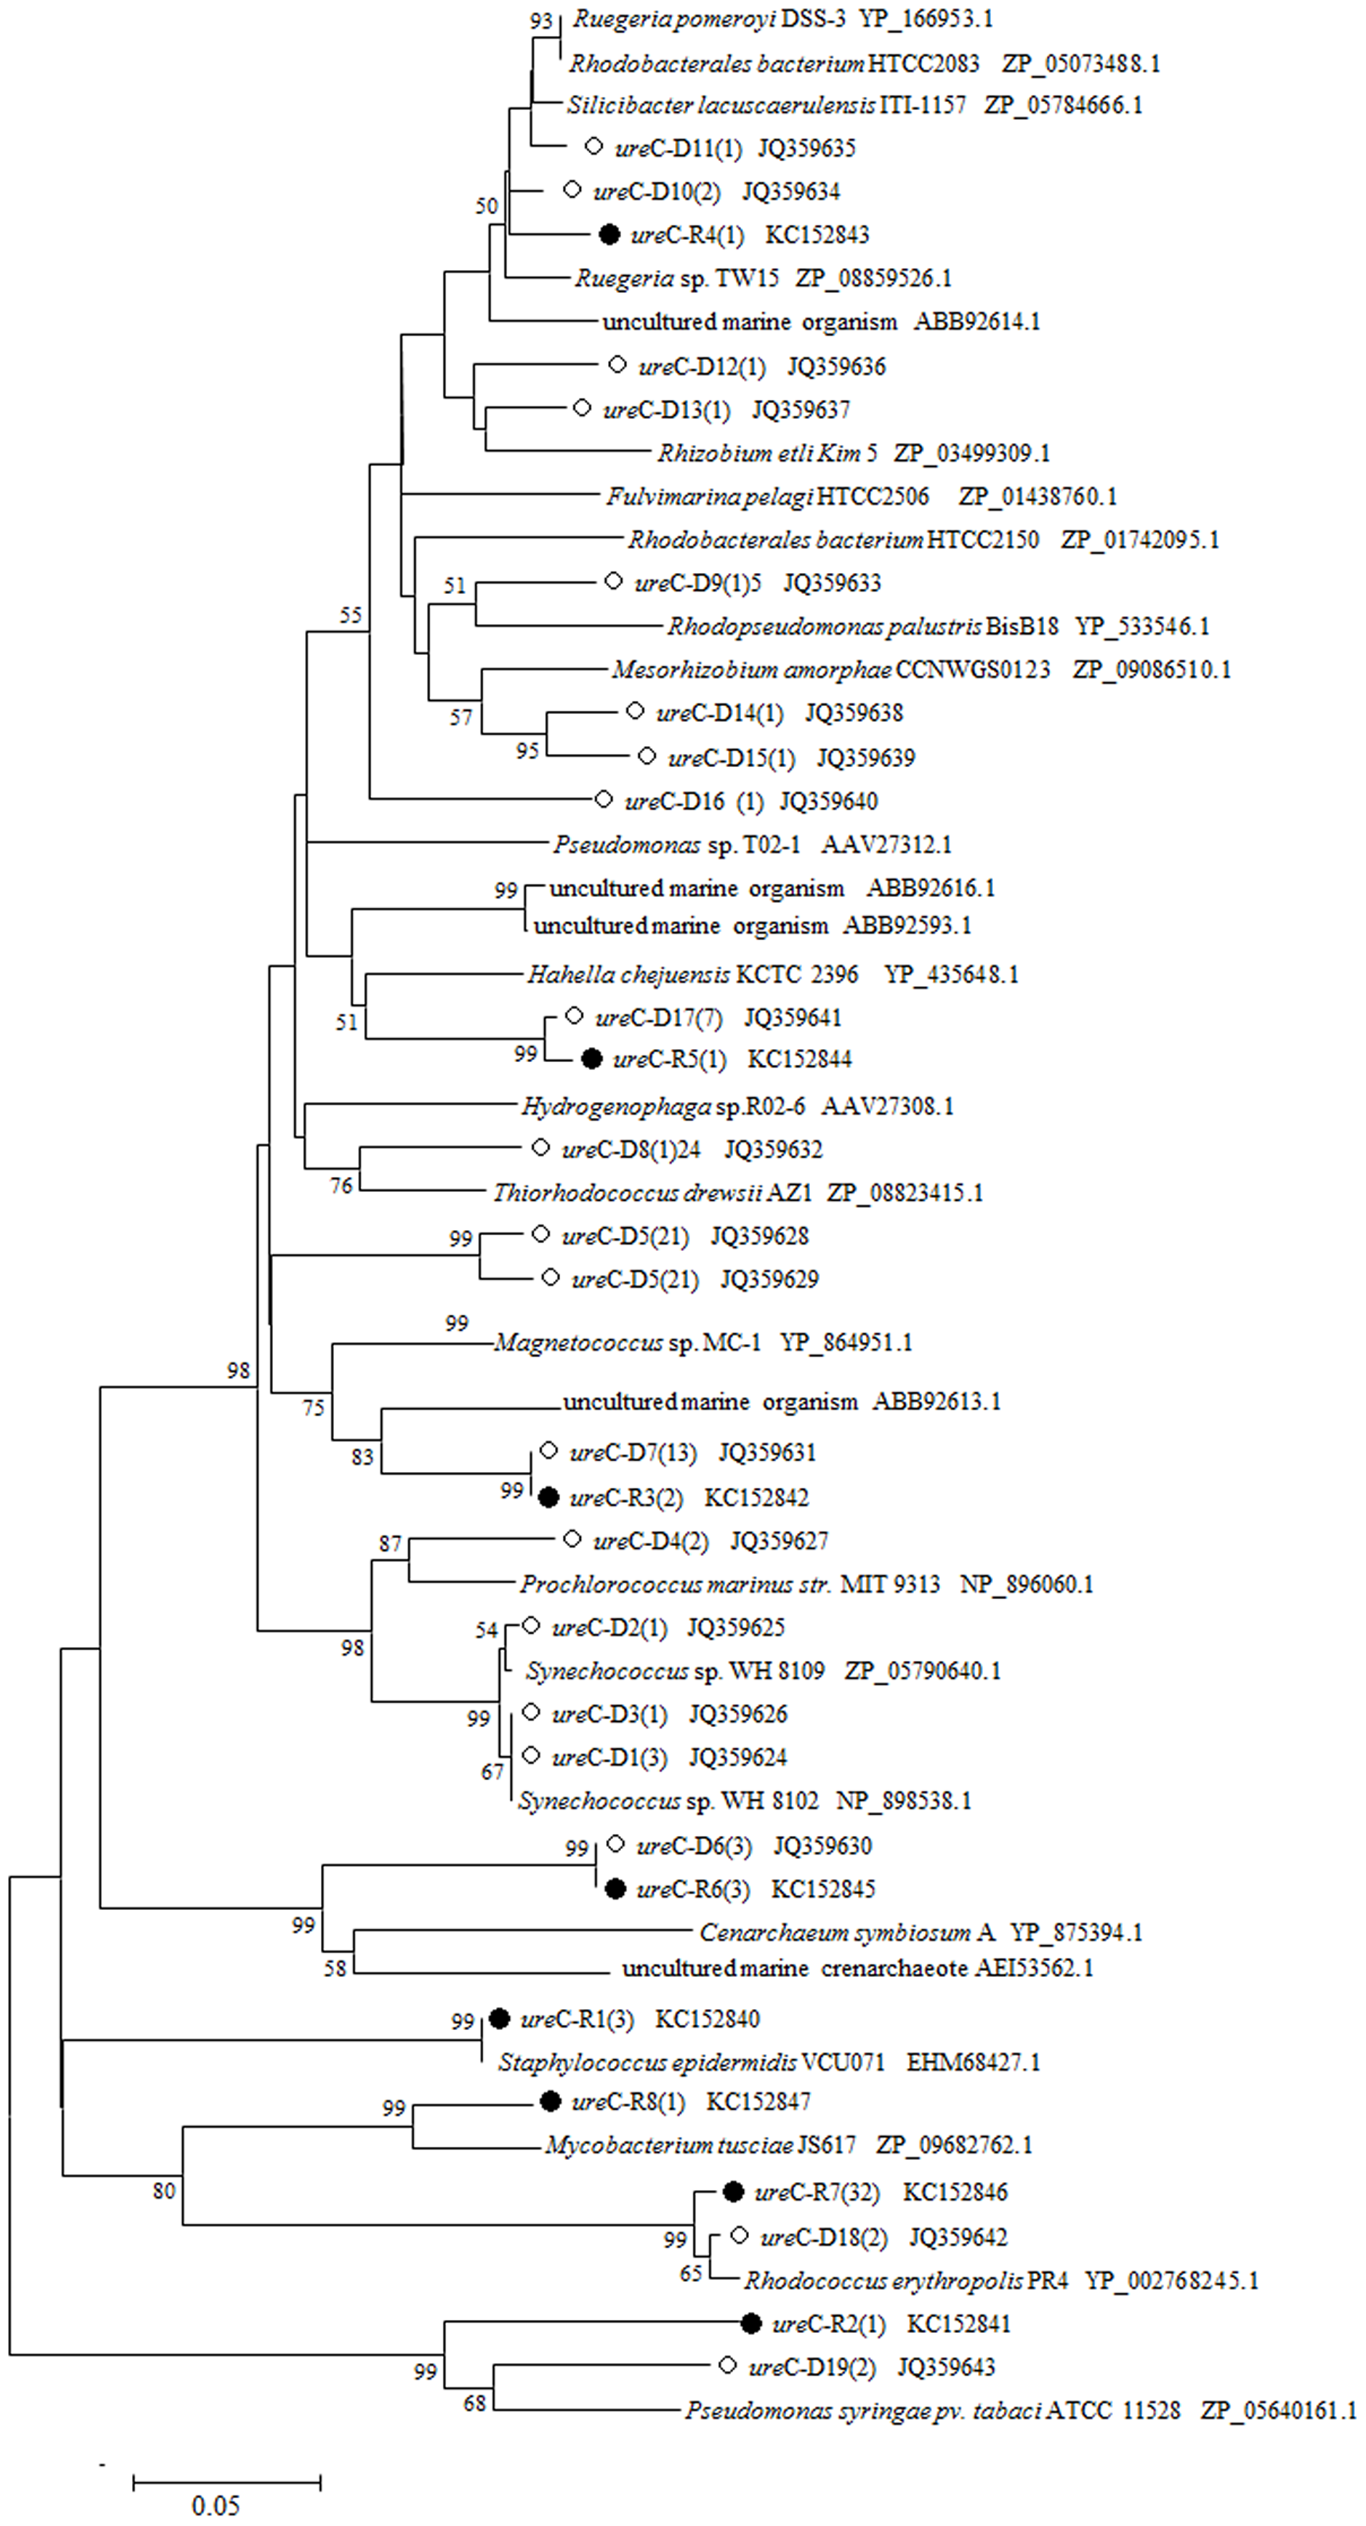 93 Ruegeria pomeroyi DSS-3 YP_166953.1
Rhodobacterales bacterium HTCC2083 ZP_05073488.1
Silicibacter lacuscaerulensis ITI-1157 ZP_05784666.1
ureC-D11(1) JQ359635
ureC-D10(2) JQ359634
50
ureC-R4(1) KC152843
Ruegeria sp. TW15 ZP_08859526.1
uncultured marine organism ABB92614.1
ureC-D12(1) JQ359636
ureC-D13(1) JQ359637
Rhizobium etli Kim 5 ZP_03499309.1
Fulvimarina pelagi HTCC2506 ZP_01438760.1
Rhodobacterales bacterium HTCC2150 ZP_01742095.1
51 ureC-D9(1)5 JQ359633
55
Rhodopseudomonas palustris BisB18 YP_533546.1
Mesorhizobium amorphae CCNWGS0123 ZP_09086510.1
57 ureC-D14(1) JQ359638
95 ureC-D15(1) JQ359639
ureC-D16 (1) JQ359640
Pseudomonas sp. T02-1 AAV27312.1
99 uncultured marine organism ABB92616.1
uncultured marine organism ABB92593.1
Hahella chejuensis KCTC 2396 YP_435648.1
51 ureC-D17(7) JQ359641
99 ureC-R5(1) KC152844
Hydrogenophaga sp.R02-6 AAV27308.1
ureC-D8(1)24 JQ359632
76 Thiorhodococcus drewsii AZ1 ZP_08823415.1
99 ureC-D5(21) JQ359628
ureC-D5(21) JQ359629
99
Magnetococcus sp. MC-1 YP_864951.1
98
75 uncultured marine organism ABB92613.1
83 ureC-D7(13) JQ359631
99 ureC-R3(2) KC152842
87 ureC-D4(2) JQ359627
Prochlorococcus marinus str. MIT 9313 NP_896060.1
54 ureC-D2(1) JQ359625
98
Synechococcus sp. WH 8109 ZP_05790640.1
99 ureC-D3(1) JQ359626
67 ureC-D1(3) JQ359624
Synechococcus sp. WH 8102 NP_898538.1
99 ureC-D6(3) JQ359630
ureC-R6(3) KC152845
99
Cenarchaeum symbiosum A YP_875394.1
58 uncultured marine crenarchaeote AEI53562.1
99 ureC-R1(3) KC152840
Staphylococcus epidermidis VCU071 EHM68427.1
99 ureC-R8(1) KC152847
Mycobacterium tusciae JS617 ZP_09682762.1
80 ureC-R7(32) KC152846
99 ureC-D18(2) JQ359642
65 Rhodococcus erythropolis PR4 YP_002768245.1
ureC-R2(1) KC152841
99 ureC-D19(2) JQ359643
68 Pseudomonas syringae pv. tabaci ATCC 11528 ZP_05640161.1
0.05